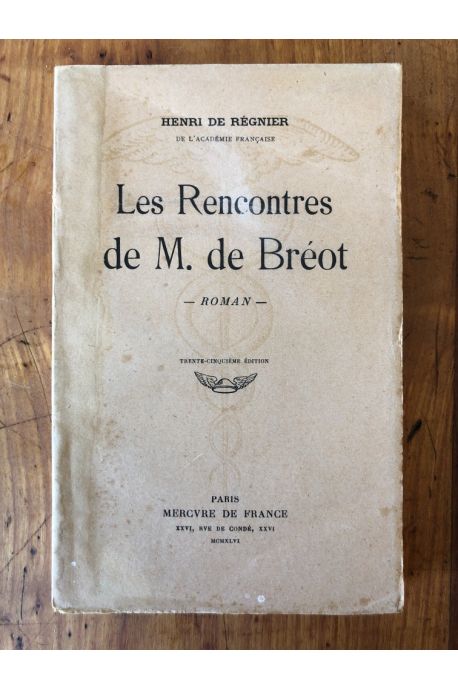 HENRI DE RÉGNIER
DE L'ACADÉMIE FRANÇAISE
Les Rencontres
de M. de Bréot
— ROMAN —
TRENTE-CINQUIÈME ÉDITION
PARIS
MERCVRE DE FRANCE
XXVI, RVE DE CONDÉ, XXVI
MCMXLVI